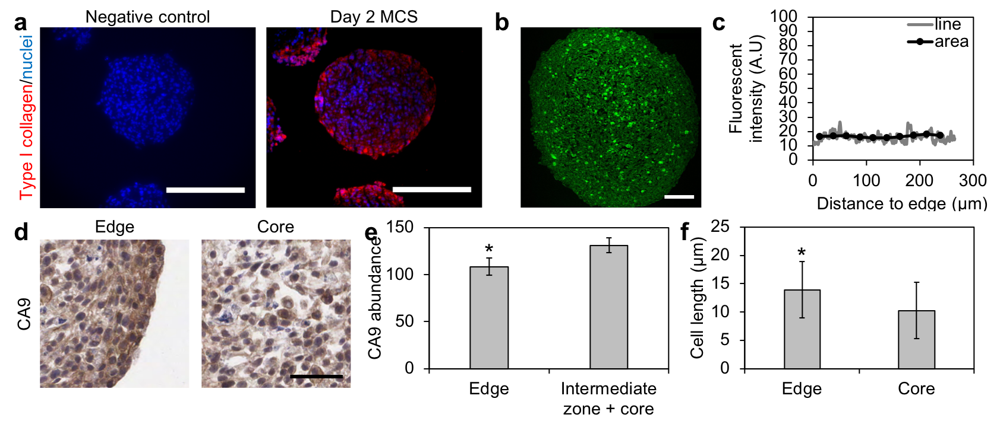 a
Negative control
Day 2 MCS
Type I collagen/nuclei
b
c
100
90
80
70
60
50
40
30
20
10
0
Fluorescent
intensity (A.U)
line
area
0 100 200 300
Distance to edge (µm)
d
Edge
Core
CA9
e
150
100
50
0
CA9 abundance
*
Edge
Intermediate
zone + core
f
25
20
15
10
5
0
Cell length (µm)
*
Edge
Core